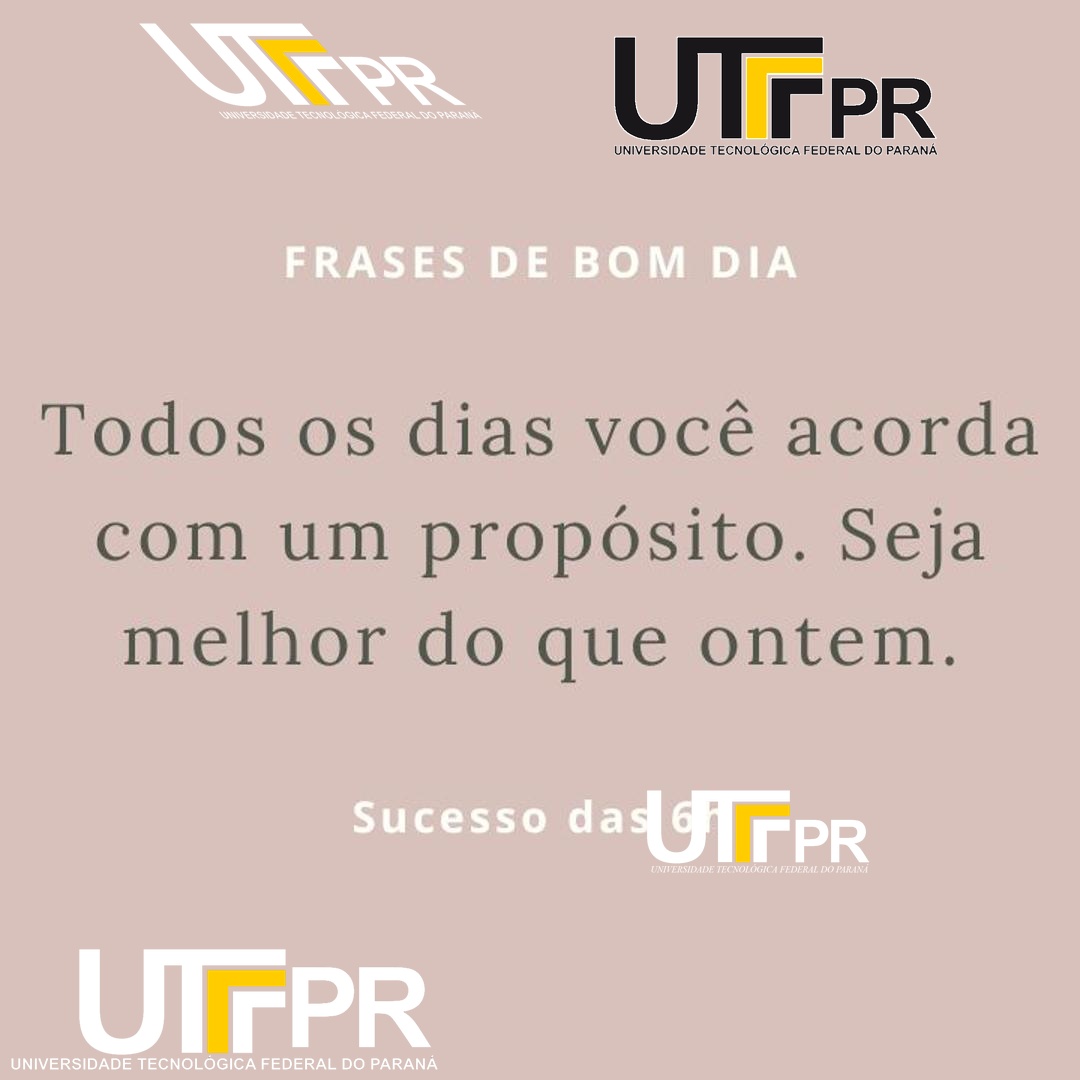 UTFPR
UNIVERSIDADE TECNOLÓGICA FEDERAL DO PARANÁ
UTFPR
UNIVERSIDADE TECNOLÓGICA FEDERAL DO PARANÁ
FRASES DE BOM DIA
Todos os dias você acorda
com um propósito. Seja
melhor do que ontem.
Sucesso das 6h
UTFPR
UNIVERSIDADE TECNOLÓGICA FEDERAL DO PARANÁ
UTFPR
UNIVERSIDADE TECNOLÓGICA FEDERAL DO PARANÁ